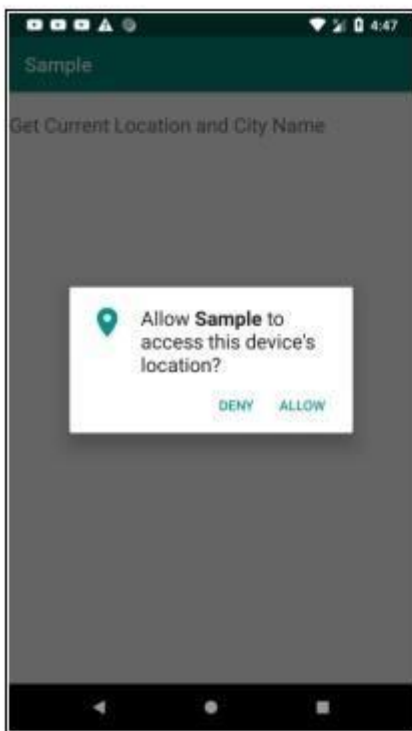 4:47
Sample
Get Current Location and City Name
Allow Sample to
access this device's
location?
DENY ALLOW